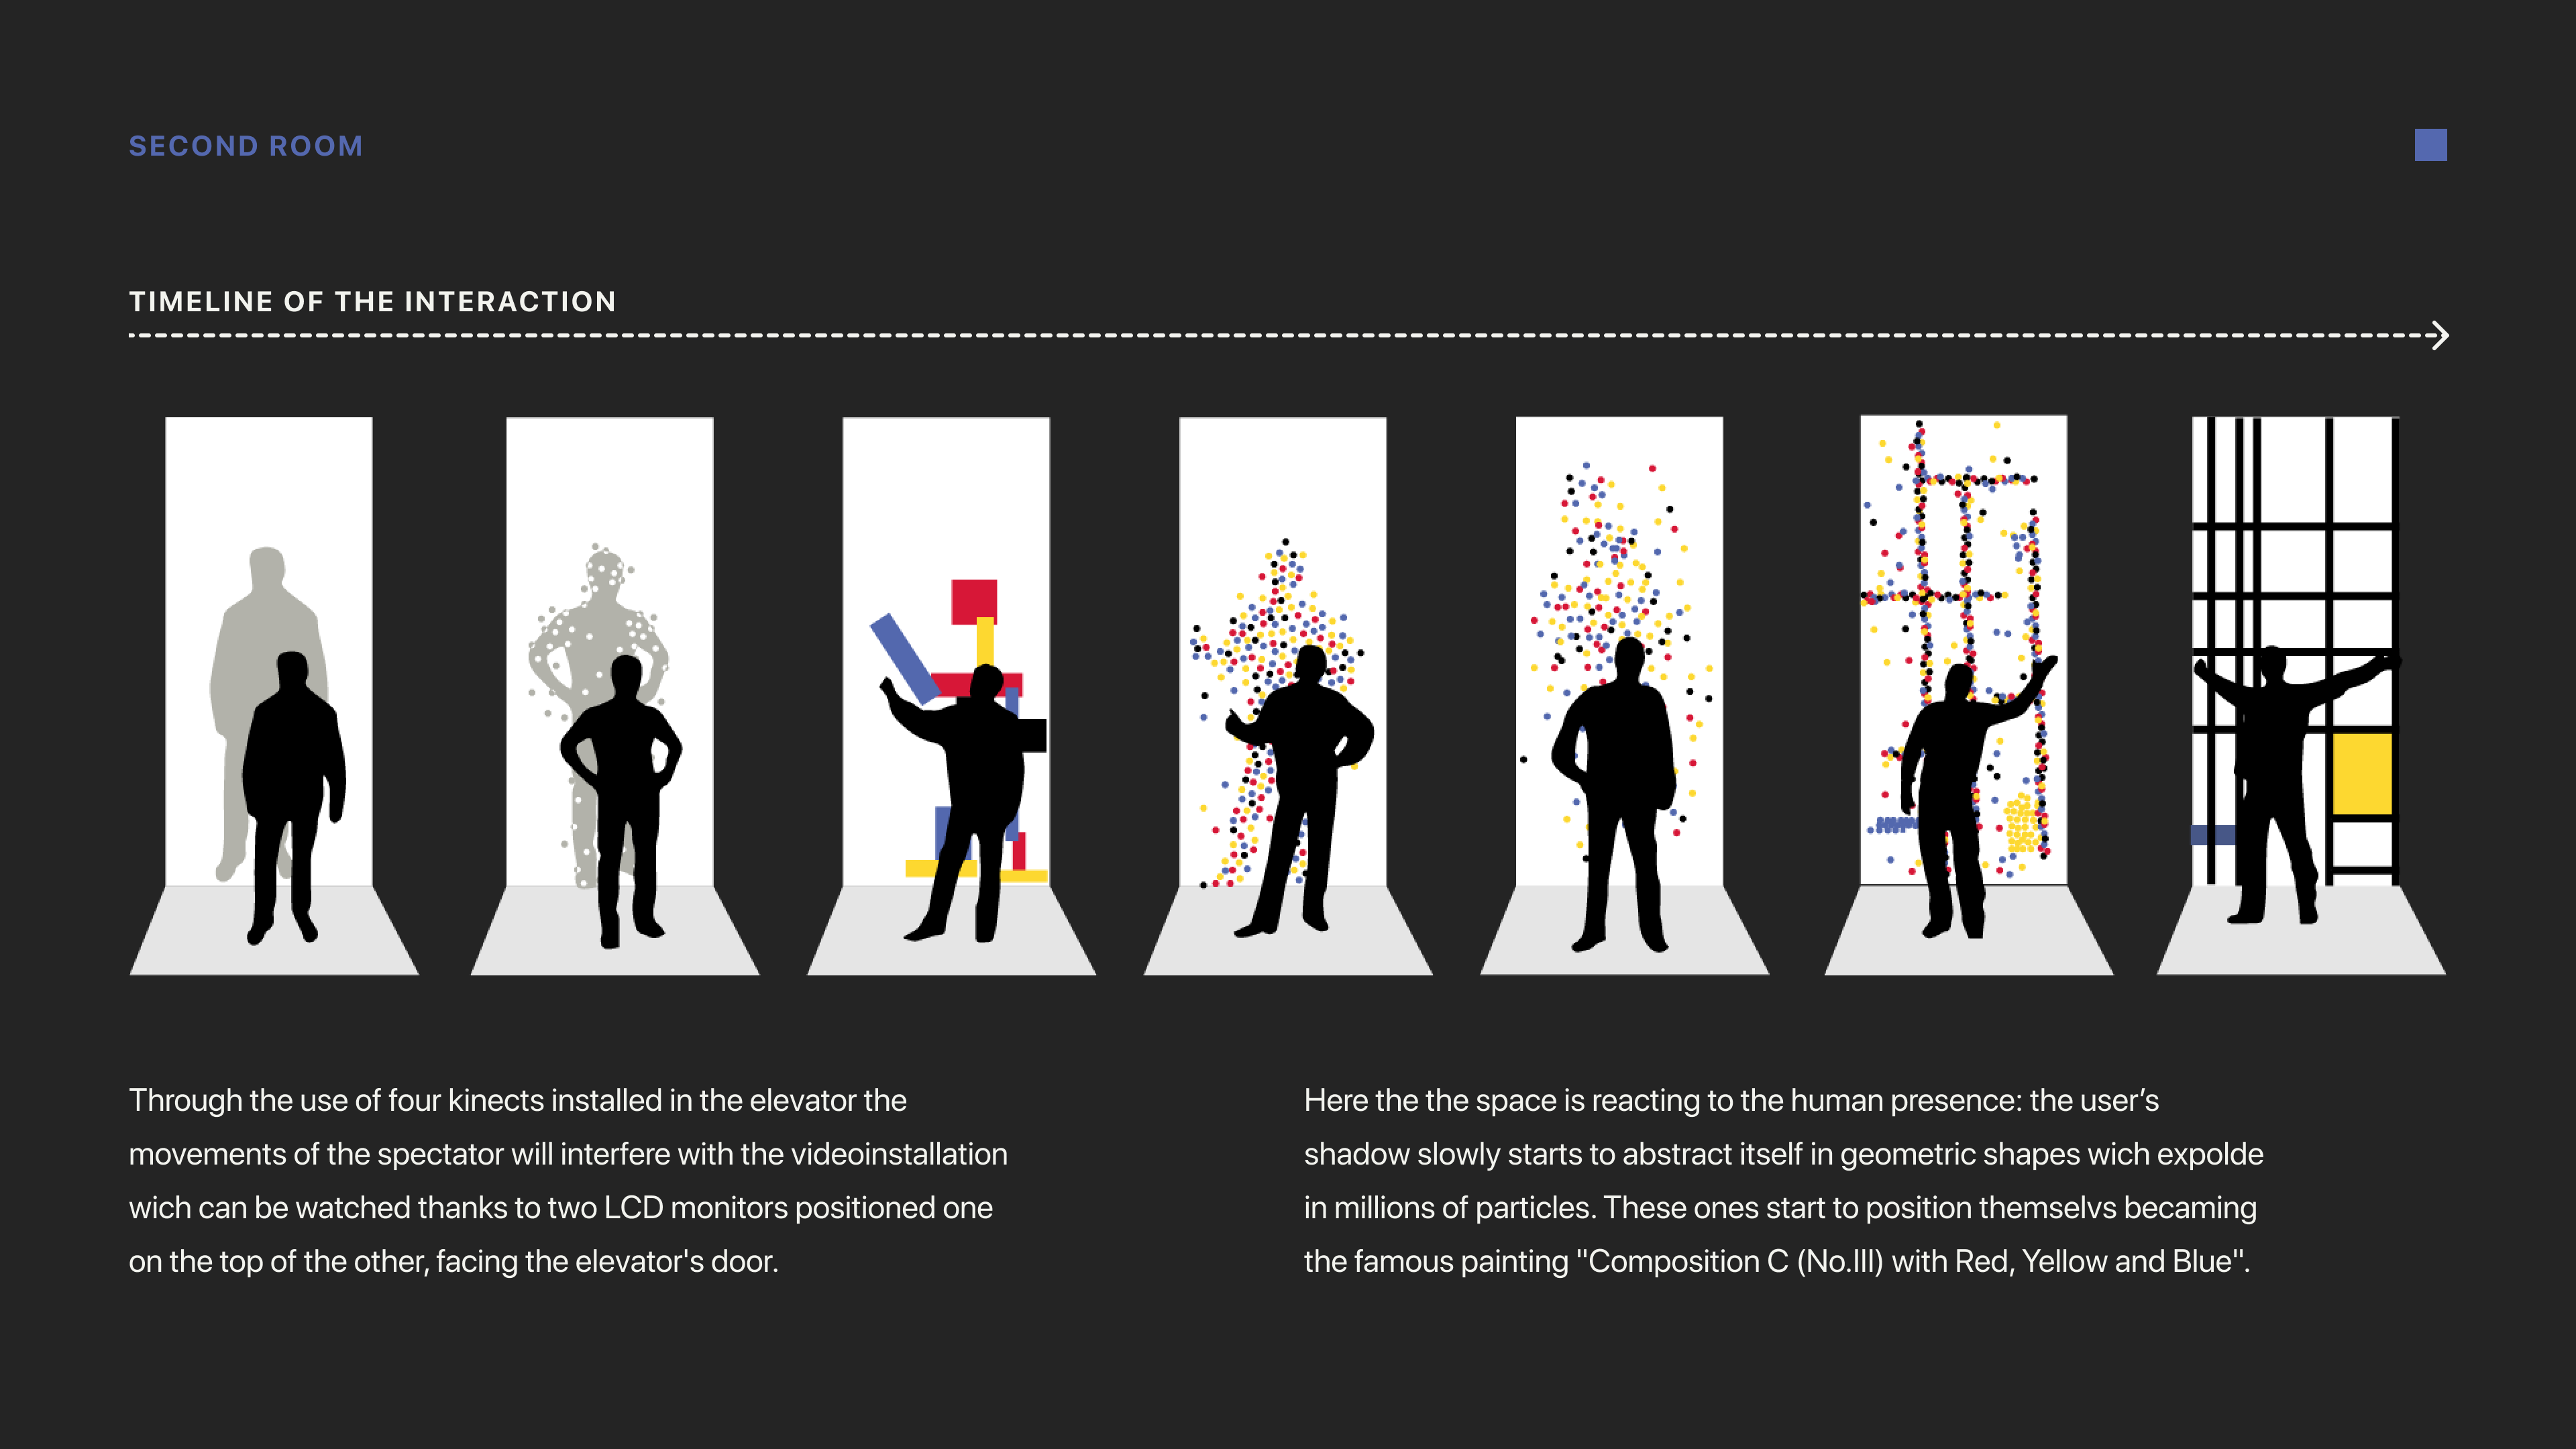 SECOND ROOM
TIMELINE OF THE INTERACTION
Through the use of four kinects installed in the elevator the
movements of the spectator will interfere with the videoinstallation
wich can be watched thanks to two LCD monitors positioned one
on the top of the other, facing the elevator's door.
Here the the space is reacting to the human presence: the user’s
shadow slowly starts to abstract itself in geometric shapes wich expolde
in millions of particles. These ones start to position themselvs becaming
the famous painting "Composition C (No.III) with Red, Yellow and Blue".